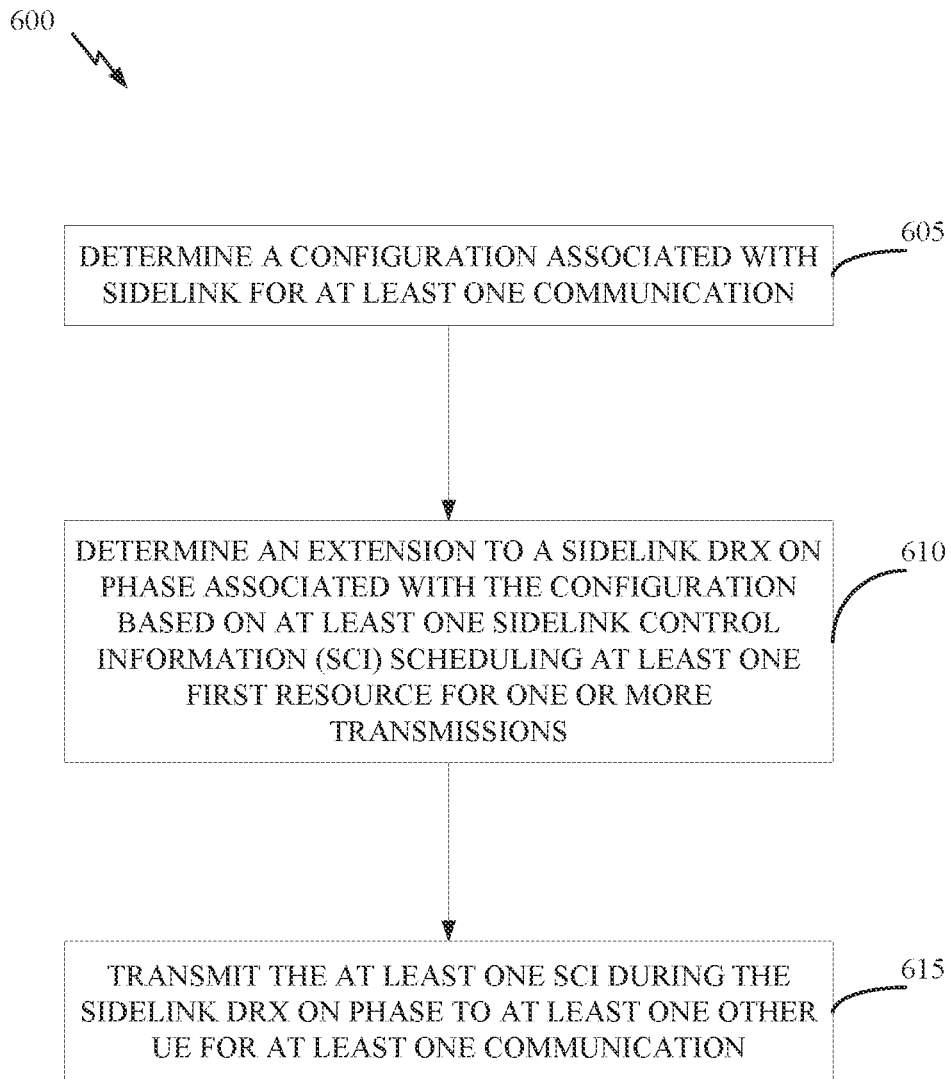 600
605
DETERMINE A CONFIGURATION ASSOCIATED WITH
SIDELINK FOR AT LEAST ONE COMMUNICATION
610
DETERMINE AN EXTENSION TO A SIDELINK DRX ON
PHASE ASSOCIATED WITH THE CONFIGURATION
BASED ON AT LEAST ONE SIDELINK CONTROL
INFORMATION (SCI) SCHEDULING AT LEAST ONE
FIRST RESOURCE FOR ONE OR MORE
TRANSMISSIONS
615
TRANSMIT THE AT LEAST ONE SCI DURING THE
SIDELINK DRX ON PHASE TO AT LEAST ONE OTHER
UE FOR AT LEAST ONE COMMUNICATION